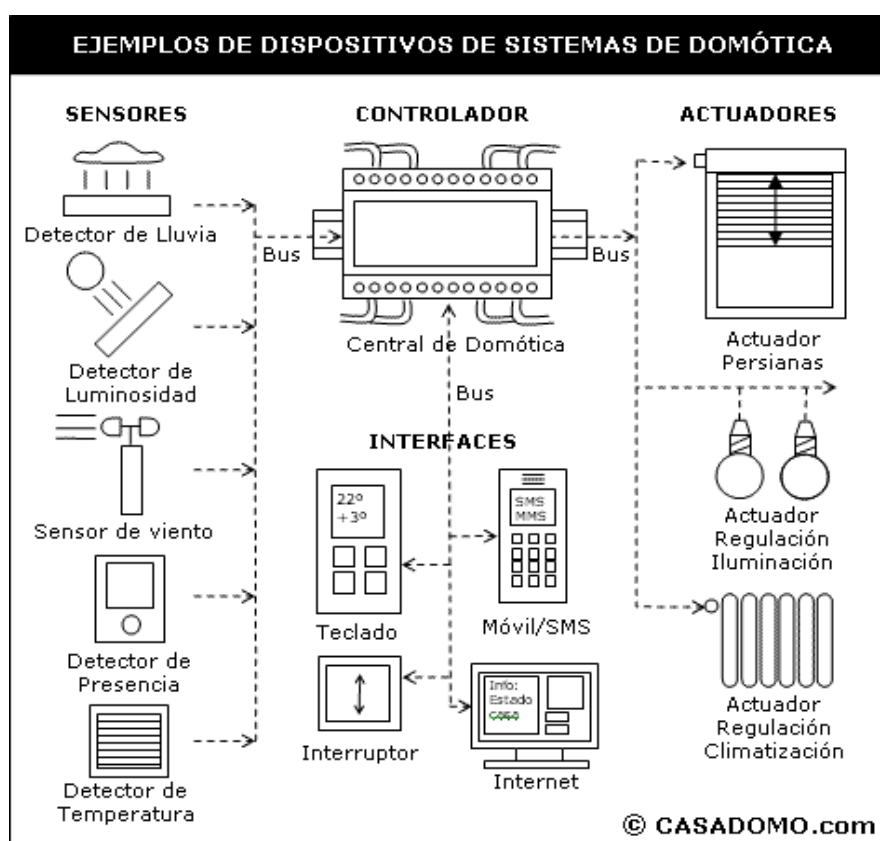 EJEMPLOS DE DISPOSITIVOS DE SISTEMAS DE DOMÓTICA
SENSORES
Detector de Lluvia
Detector de
Luminosidad
Sensor de viento
Detector de
Presencia
Detector de
Temperatura
Bus
CONTROLADOR
Central de Domótica
Bus
Bus
INTERFACES
22º
+3º
Teclado
SMS
MMS
Móvil/SMS
Interruptor
Info:
Estado
casa
Internet
ACTUADORES
Actuador
Persianas
Actuador
Regulación
Iluminación
Actuador
Regulación
Climatización
© CASADOMO.com